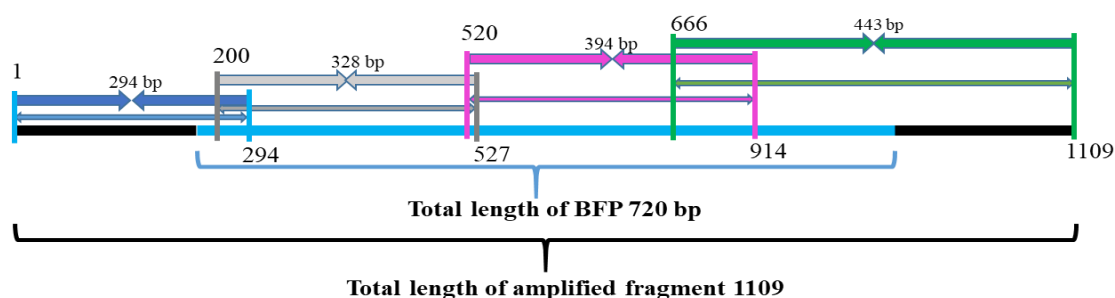 666
443 bp
520
394 bp
200
328 bp
1
294 bp
294
527
914
1109
Total length of BFP 720 bp
Total length of amplified fragment 1109